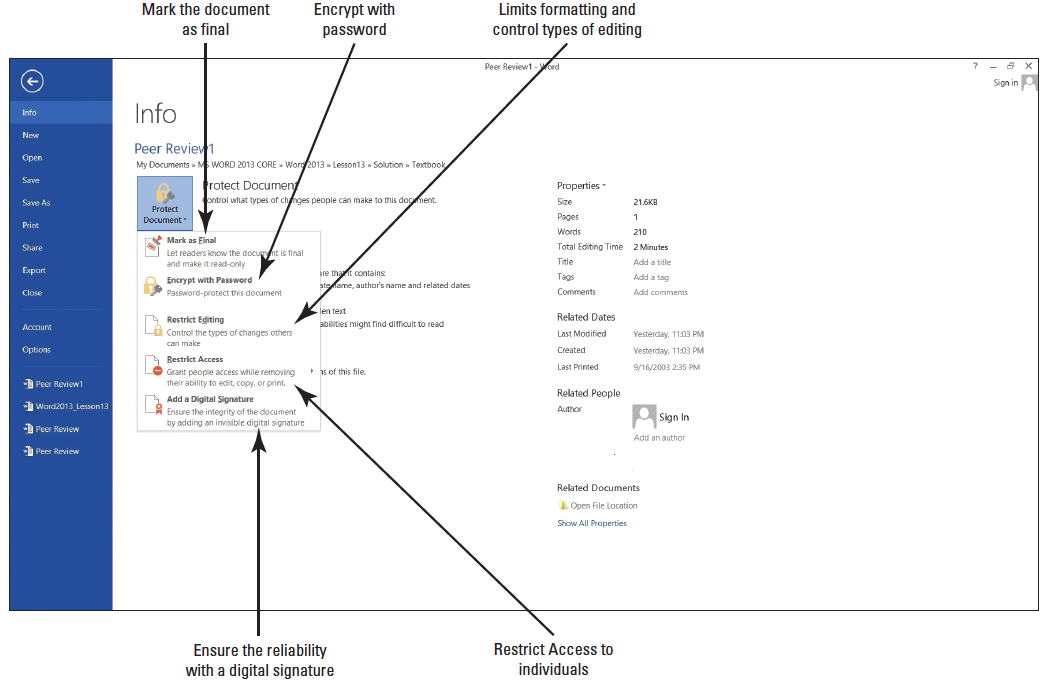 Mark the document
as final
Encrypt with
password
Limits formatting and
control types of editing
Peer Review1 - Word
?
Sign in
Info
New
Open
Save
Save As
Print
Share
Export
Close
Account
Options
Peer Review1
Word2013_Lesson13
Peer Review
Peer Review
Info
Peer Review1
My Documents » MS WORD 2013 CORE » Word 2013 » Lesson13 » Solution » Textbook
Protect
Document
Protect Document
Control what types of changes people can make to this document.
Mark as Final
Let readers know the document is final
and make it read-only
Encrypt with Password
Password-protect this document
Restrict Editing
Control the types of changes others
can make
Restrict Access
Grant people access while removing
their ability to edit, copy, or print.
Add a Digital Signature
Ensure the integrity of the document
by adding an invisible digital signature
are that it contains:
ate name, author's name and related dates
en text
abilities might find difficult to read
ns of this file.
Properties
Size 21.6KB
Pages 1
Words 210
Total Editing Time 2 Minutes
Title Add a title
Tags Add a tag
Comments Add comments
Related Dates
Last Modified Yesterday, 11:03 PM
Created Yesterday, 11:03 PM
Last Printed 9/16/2003 2:35 PM
Related People
Author Sign In
Add an author
Related Documents
Open File Location
Show All Properties
Ensure the reliability
with a digital signature
Restrict Access to
individuals